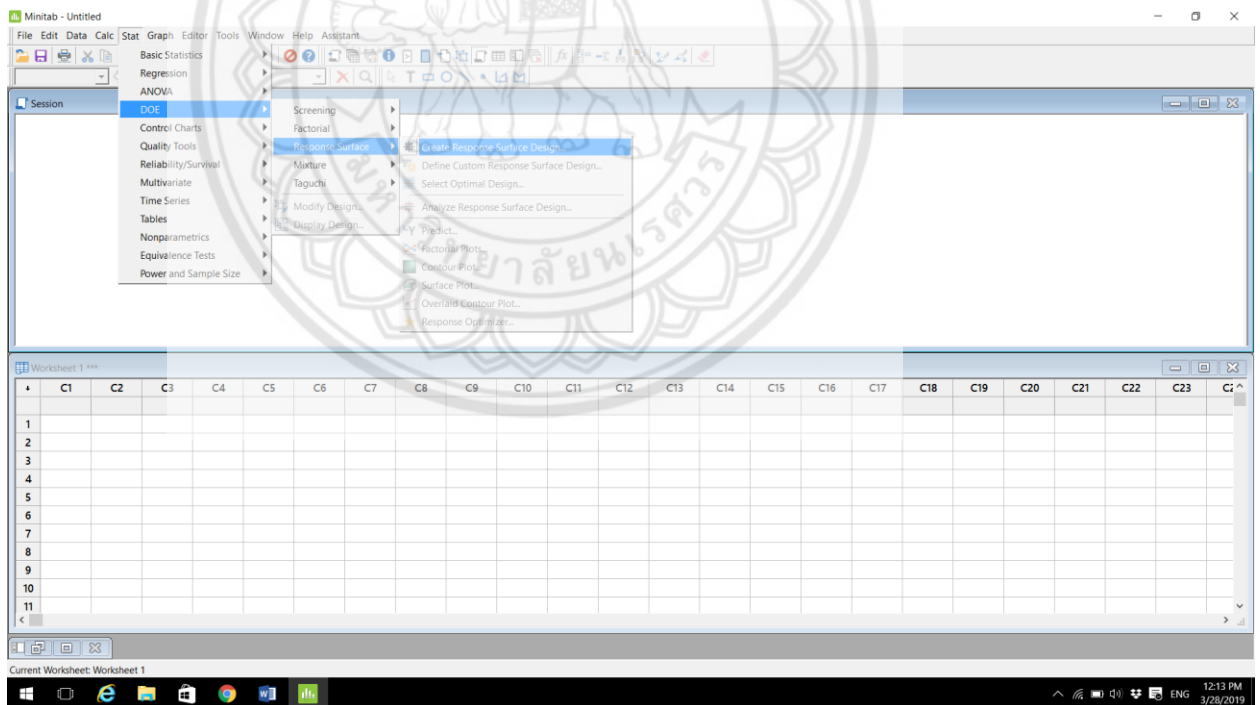 Minitab - Untitled
File Edit Data Calc Stat Graph Editor Tools Window Help Assistant
Basic Statistics
Regression
ANOVA
DOE
Control Charts
Quality Tools
Reliability/Survival
Multivariate
Time Series
Tables
Nonparametrics
Equivalence Tests
Power and Sample Size
Screening
Factorial
Response Surface
Mixture
Taguchi
Modify Design...
Display Design...
Create Response Surface Design...
Define Custom Response Surface Design...
Select Optimal Design...
Analyze Response Surface Design...
Predict...
Factorial Plots...
Contour Plot...
Surface Plot...
Overlaid Contour Plot...
Response Optimizer...
Session
Worksheet 1 ***
C1 C2 C3 C4 C5 C6 C7 C8 C9 C10 C11 C12 C13 C14 C15 C16 C17 C18 C19 C20 C21 C22 C23
1
2
3
4
5
6
7
8
9
10
11
Current Worksheet: Worksheet 1
ENG
12:13 PM
3/28/2019